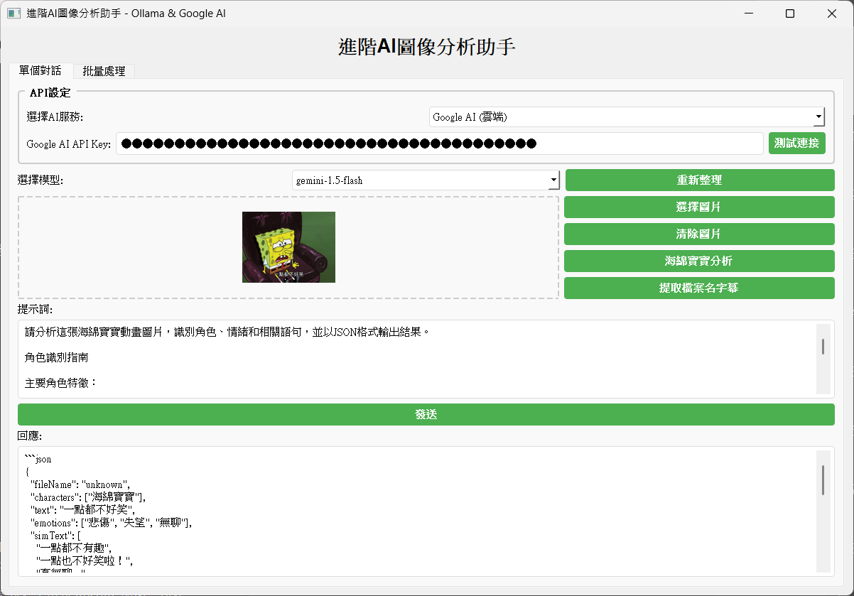 進階AI圖像分析助手 - Ollama & Google AI
進階AI圖像分析助手
單個對話 批量處理
API設定
選擇AI服務: Google AI (雲端)
Google AI API Key: ●●●●●●●●●●●●●●●●●●●●●●●●●●●●●●●●●●●●●●● 測試連接
選擇模型: gemini-1.5-flash 重新整理
選擇圖片
清除圖片
海綿寶寶分析
提取檔案名字幕
提示詞:
請分析這張海綿寶寶動畫圖片，識別角色、情緒和相關語句，並以JSON格式輸出結果。
角色識別指南
主要角色特徵：
發送
回應:
```json
{
"fileName": "unknown",
"characters": ["海綿寶寶"],
"text": "一點都不好笑",
"emotions": ["悲傷", "失望", "無聊"],
"simText": [
"一點都不有趣",
"一點也不好笑啦！",